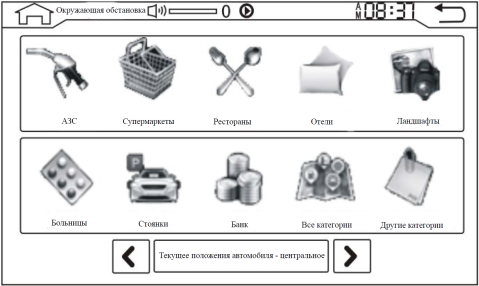 Окружающая обстановка 0 AM 08:37
АЗС Супермаркеты Рестораны Отели Ландшафты
P
Больницы Стоянки Банк Все категории Другие категории
Текущее положения автомобиля - центральное